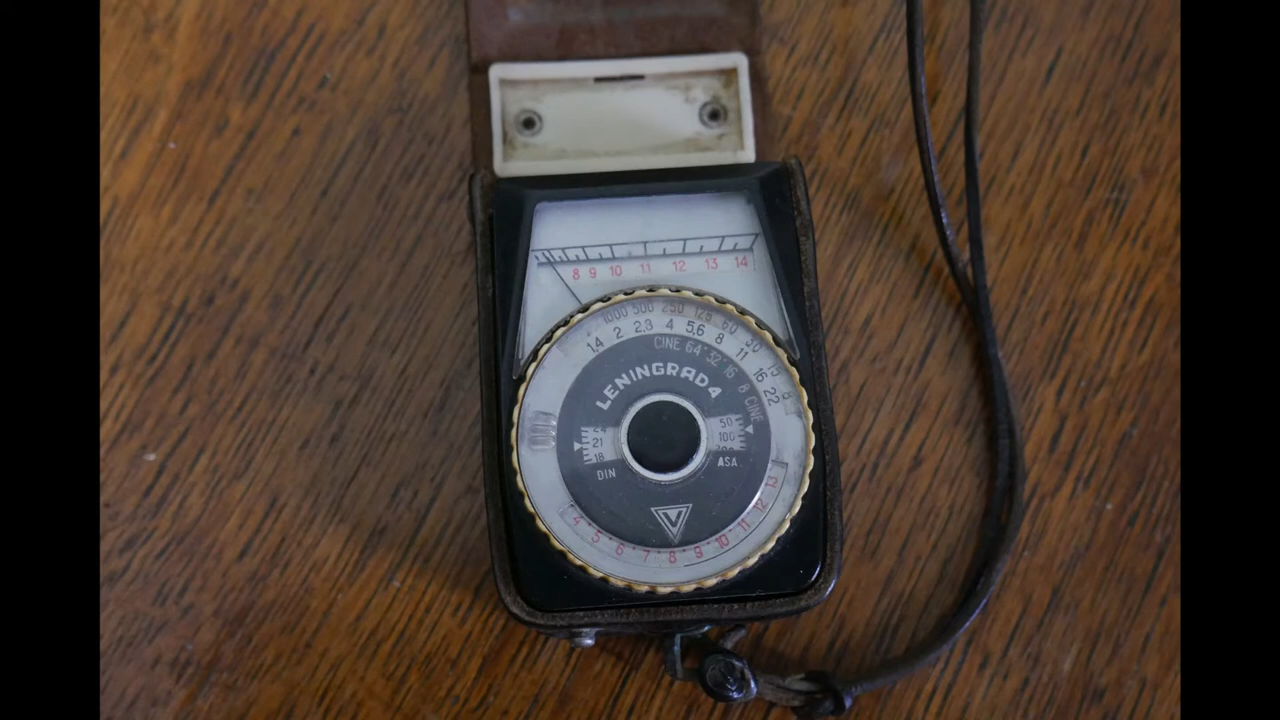 8 9 10 11 12 13 14
1000 500 250 125 60 30 15 8
1,4 2 2,8 4 5,6 8 11 16 22
CINE 64 32 16 8 CINE
LENINGRAD 4
21
18
50
100
DIN
ASA
V
4 5 6 7 8 9 10 11 12 13